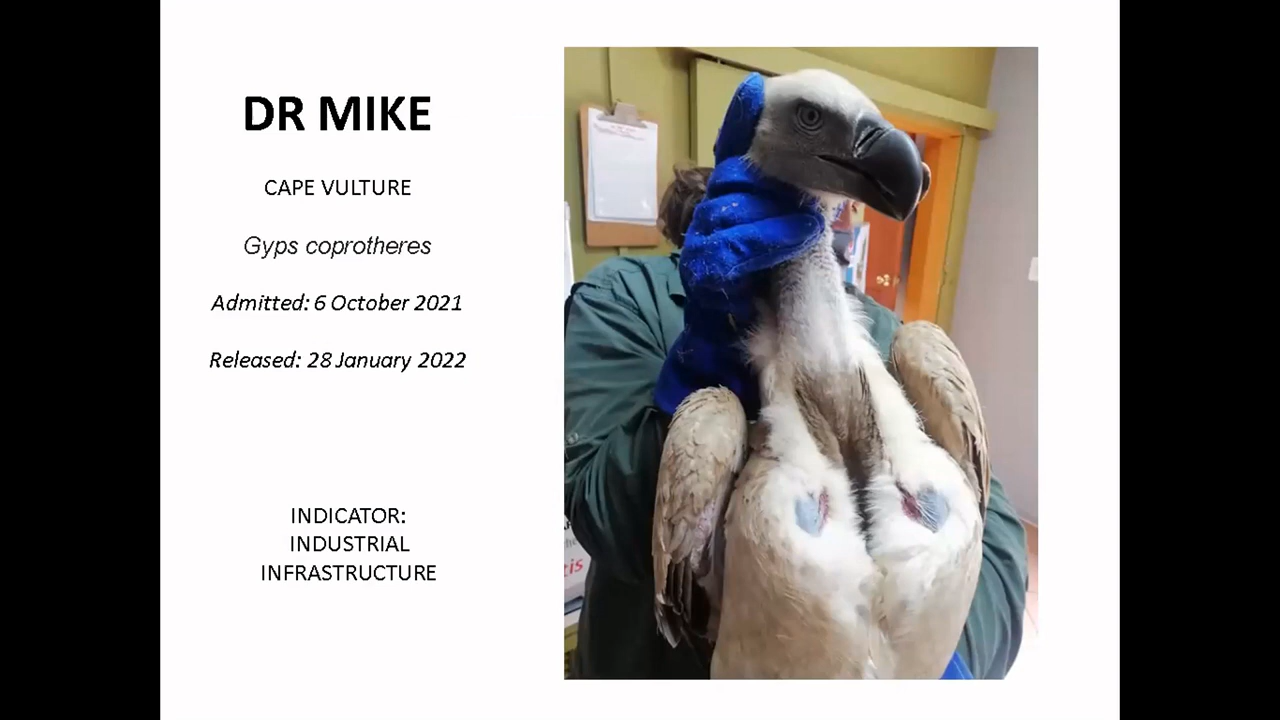 DR MIKE
CAPE VULTURE
Gyps coprotheres
Admitted: 6 October 2021
Released: 28 January 2022
INDICATOR:
INDUSTRIAL
INFRASTRUCTURE